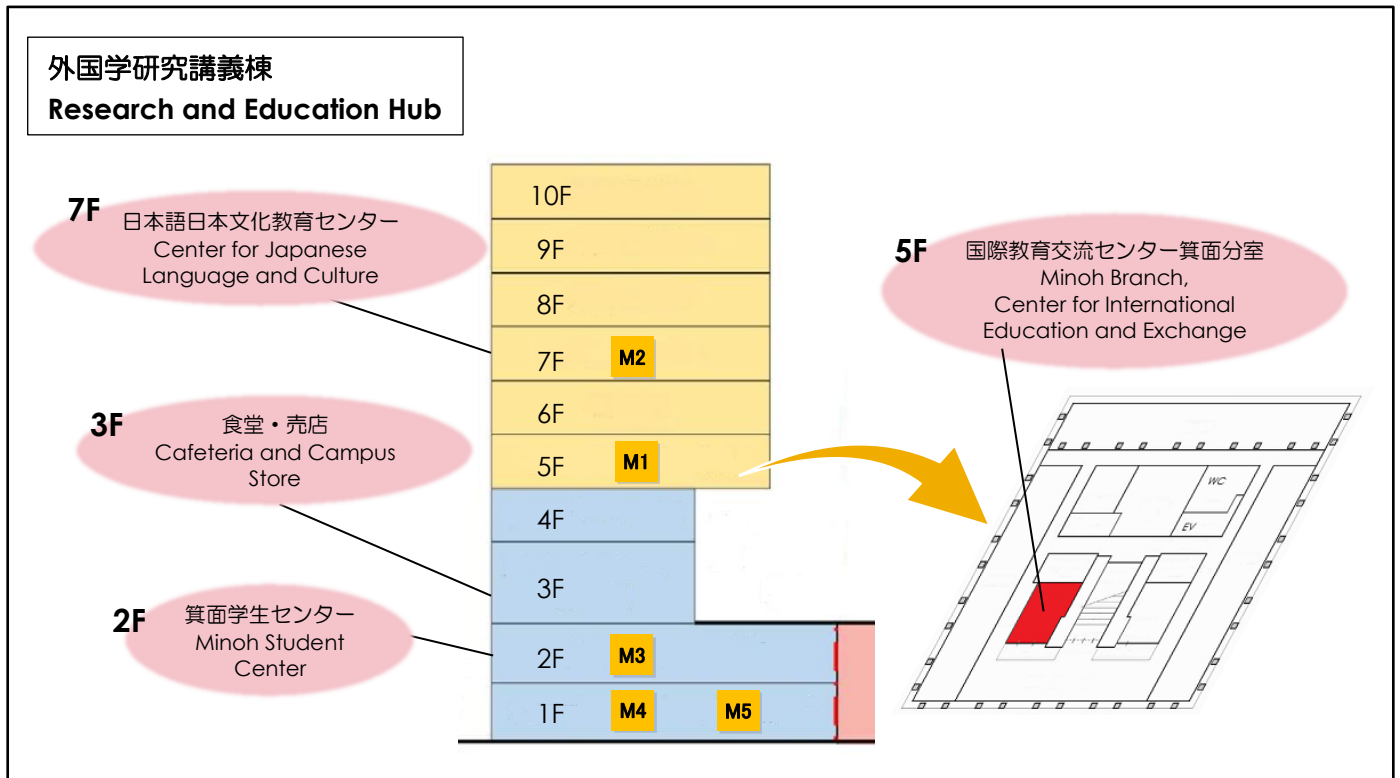 外国学研究講義棟
Research and Education Hub
7F
日本語日本文化教育センター
Center for Japanese
Language and Culture
3F
食堂・売店
Cafeteria and Campus
Store
2F
箕面学生センター
Minoh Student
Center
10F
9F
8F
7F M2
6F
5F M1
4F
3F
2F M3
1F M4 M5
5F
国際教育交流センター箕面分室
Minoh Branch,
Center for International
Education and Exchange
WC
EV